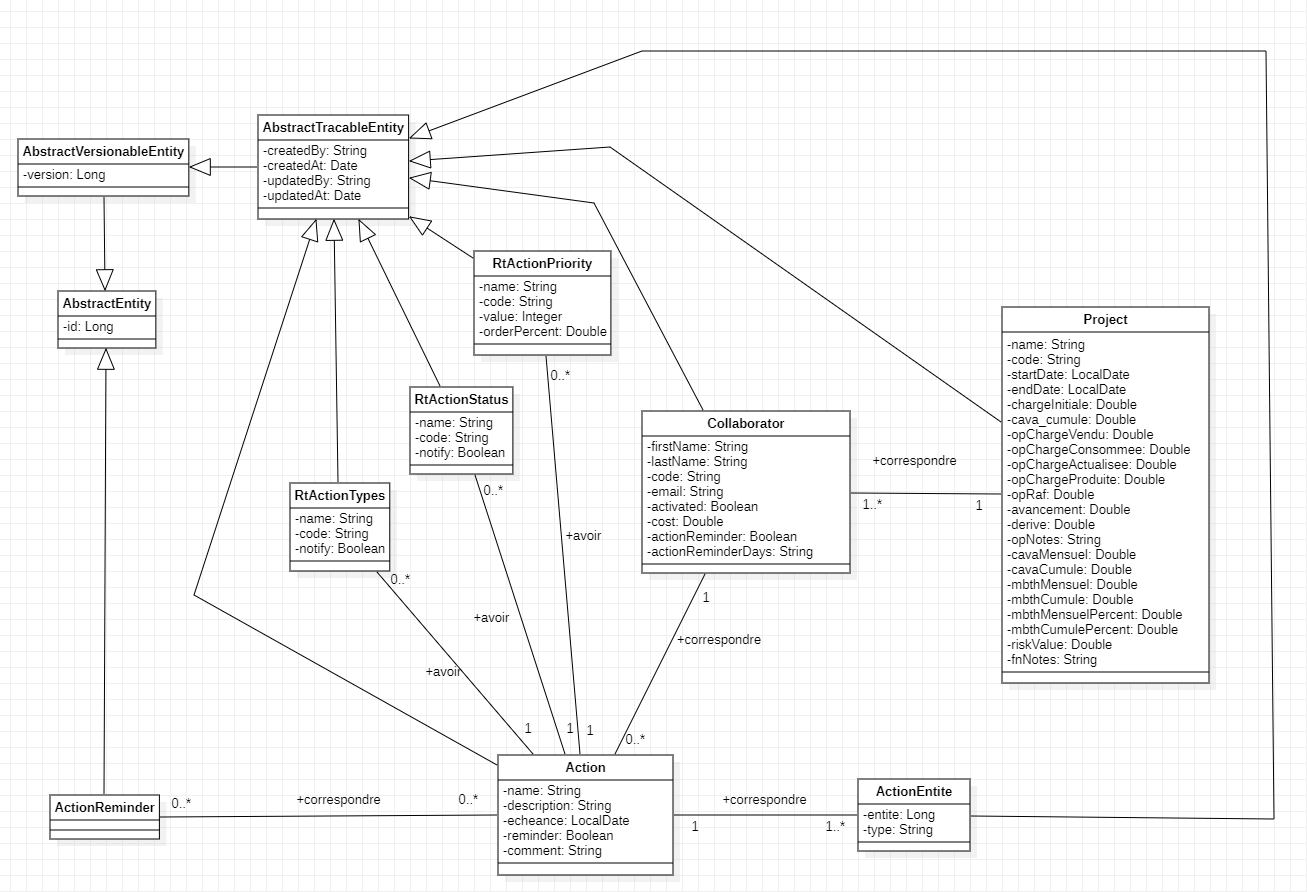 AbstractTracableEntity
-createdBy: String
-createdAt: Date
-updatedBy: String
-updatedAt: Date
AbstractVersionableEntity
-version: Long
AbstractEntity
-id: Long
RtActionPriority
-name: String
-code: String
-value: Integer
-orderPercent: Double
0..*
RtActionStatus
-name: String
-code: String
-notify: Boolean
0..*
RtActionTypes
-name: String
-code: String
-notify: Boolean
0..*
Collaborator
-firstName: String
-lastName: String
-code: String
-email: String
-activated: Boolean
-cost: Double
-actionReminder: Boolean
-actionReminderDays: String
+correspondre
1..*
1
Project
-name: String
-code: String
-startDate: LocalDate
-endDate: LocalDate
-chargeInitiale: Double
-cava_cumule: Double
-opChargeVendu: Double
-opChargeConsommee: Double
-opChargeActualisee: Double
-opChargeProduite: Double
-opRaf: Double
-avancement: Double
-derive: Double
-opNotes: String
-cavaMensuel: Double
-cavaCumule: Double
-mbthMensuel: Double
-mbthCumule: Double
-mbthMensuelPercent: Double
-mbthCumulePercent: Double
-riskValue: Double
-fnNotes: String
+avoir
+avoir
+avoir
1
+correspondre
1
1
1
0..*
Action
-name: String
-description: String
-echeance: LocalDate
-reminder: Boolean
-comment: String
ActionReminder
0..*
+correspondre
0..*
+correspondre
1
1..*
ActionEntite
-entite: Long
-type: String